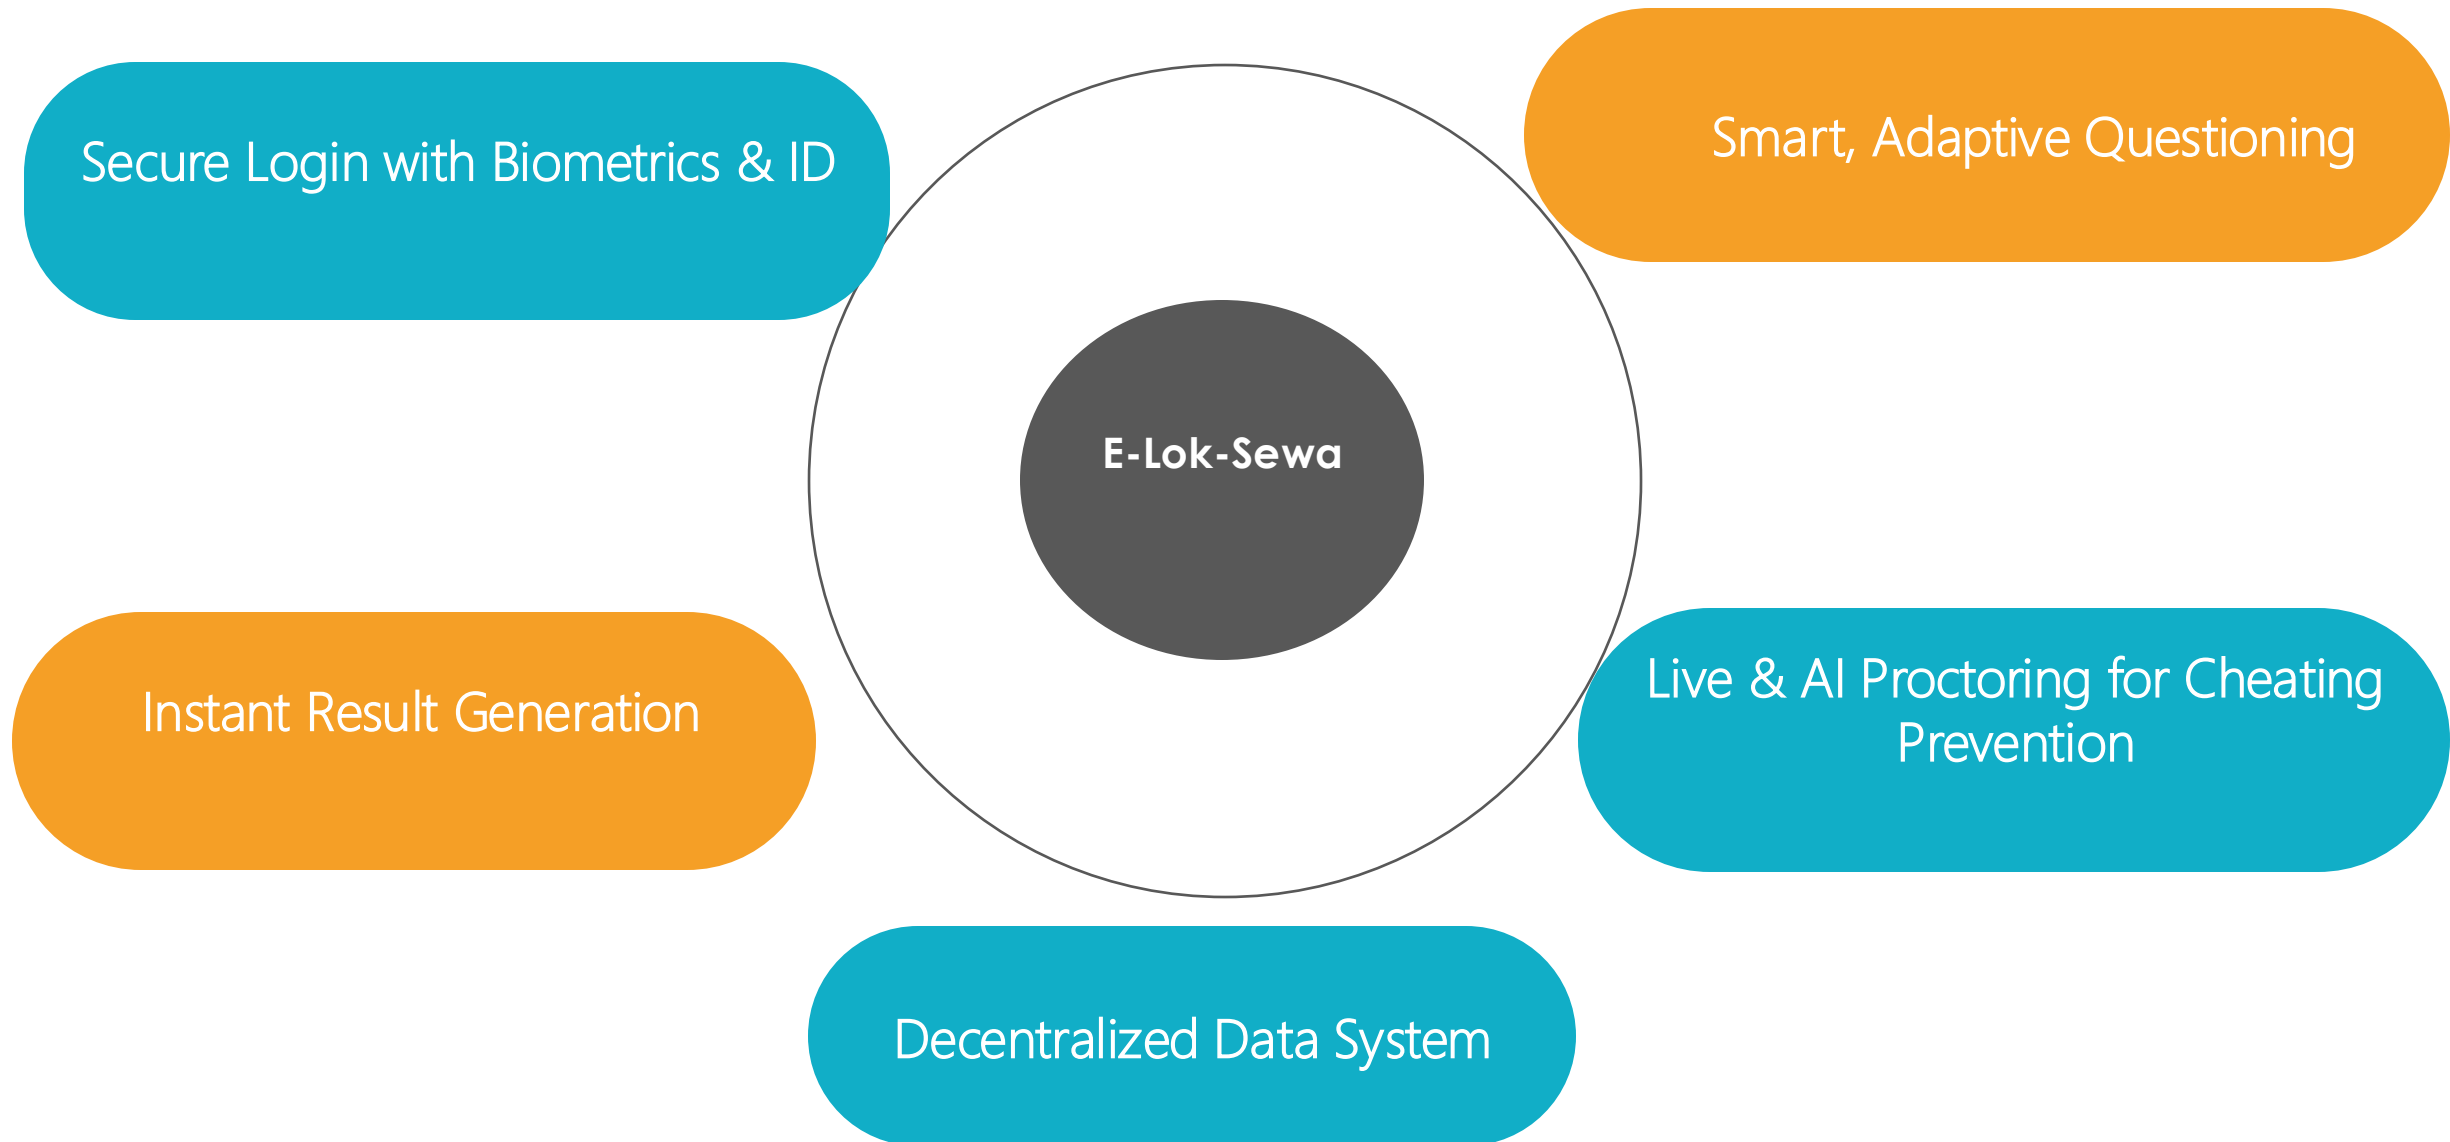 Secure Login with Biometrics & ID
Smart, Adaptive Questioning
E-Lok-Sewa
Instant Result Generation
Live & AI Proctoring for Cheating
Prevention
Decentralized Data System